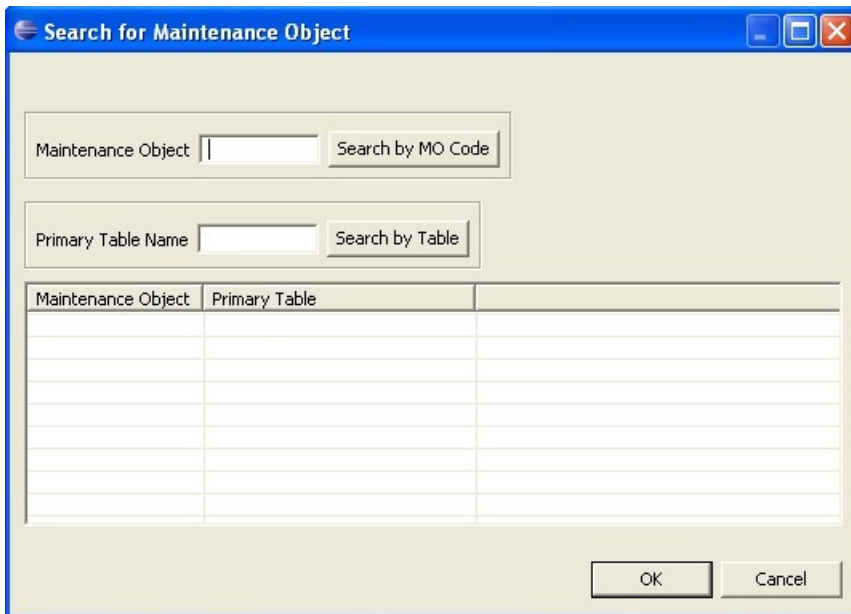 Search for Maintenance Object
Maintenance Object Search by MO Code
Primary Table Name Search by Table
Maintenance Object Primary Table
OK Cancel